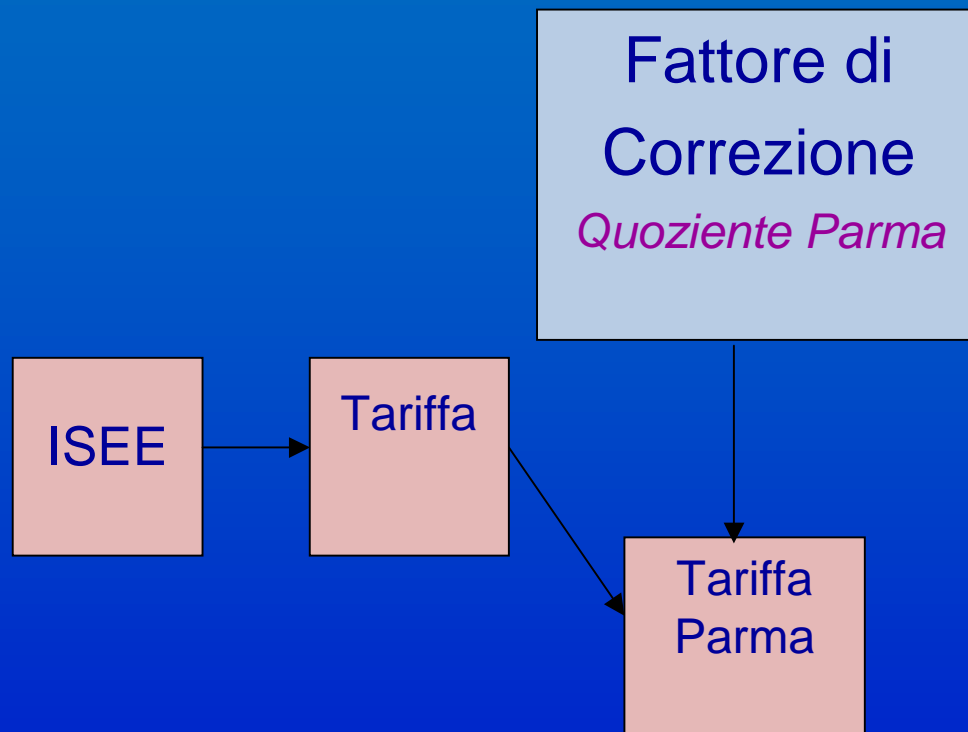 Fattore di
Correzione
Quoziente Parma
ISEE
Tariffa
Tariffa
Parma